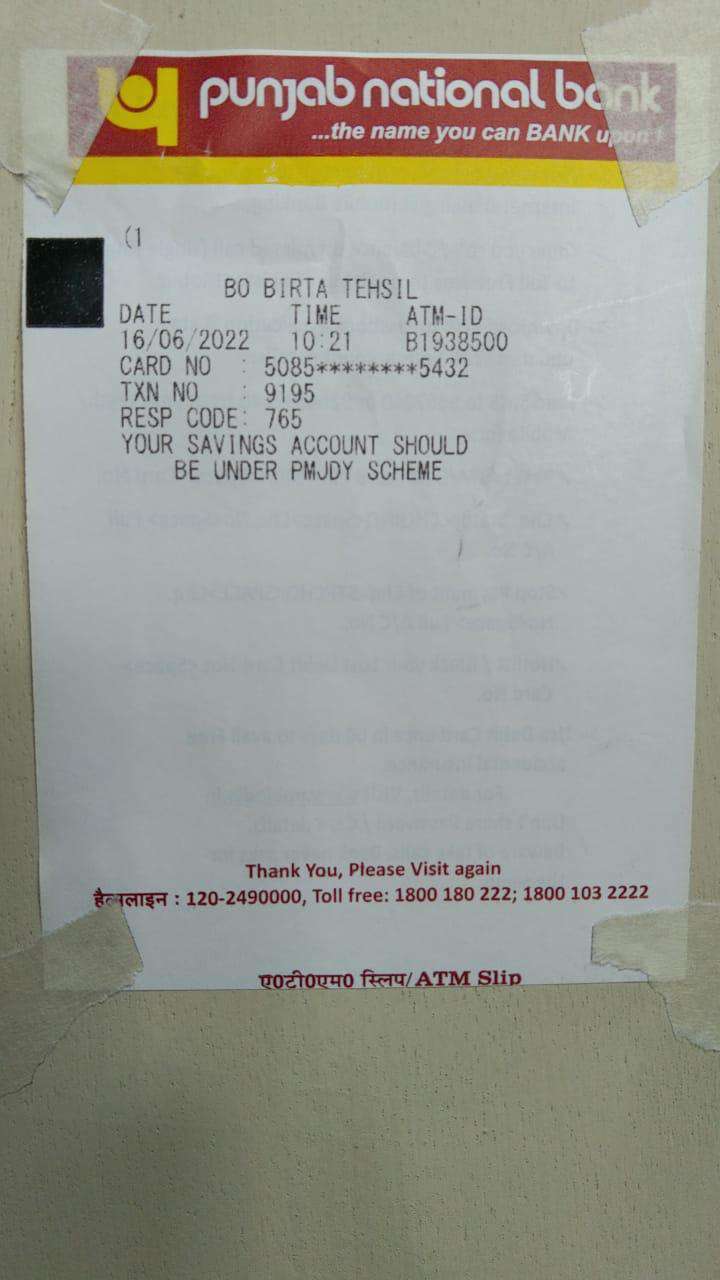 punjab national bank
...the name you can BANK upon !
(1
BO BIRTA TEHSIL
DATE TIME ATM-ID
16/06/2022 10:21 B1938500
CARD NO : 5085********5432
TXN NO : 9195
RESP CODE: 765
YOUR SAVINGS ACCOUNT SHOULD
BE UNDER PMJDY SCHEME
Thank You, Please Visit again
हैल्पलाइन : 120-2490000, Toll free: 1800 180 222; 1800 103 2222
ए0टी0एम0 स्लिप/ATM Slip